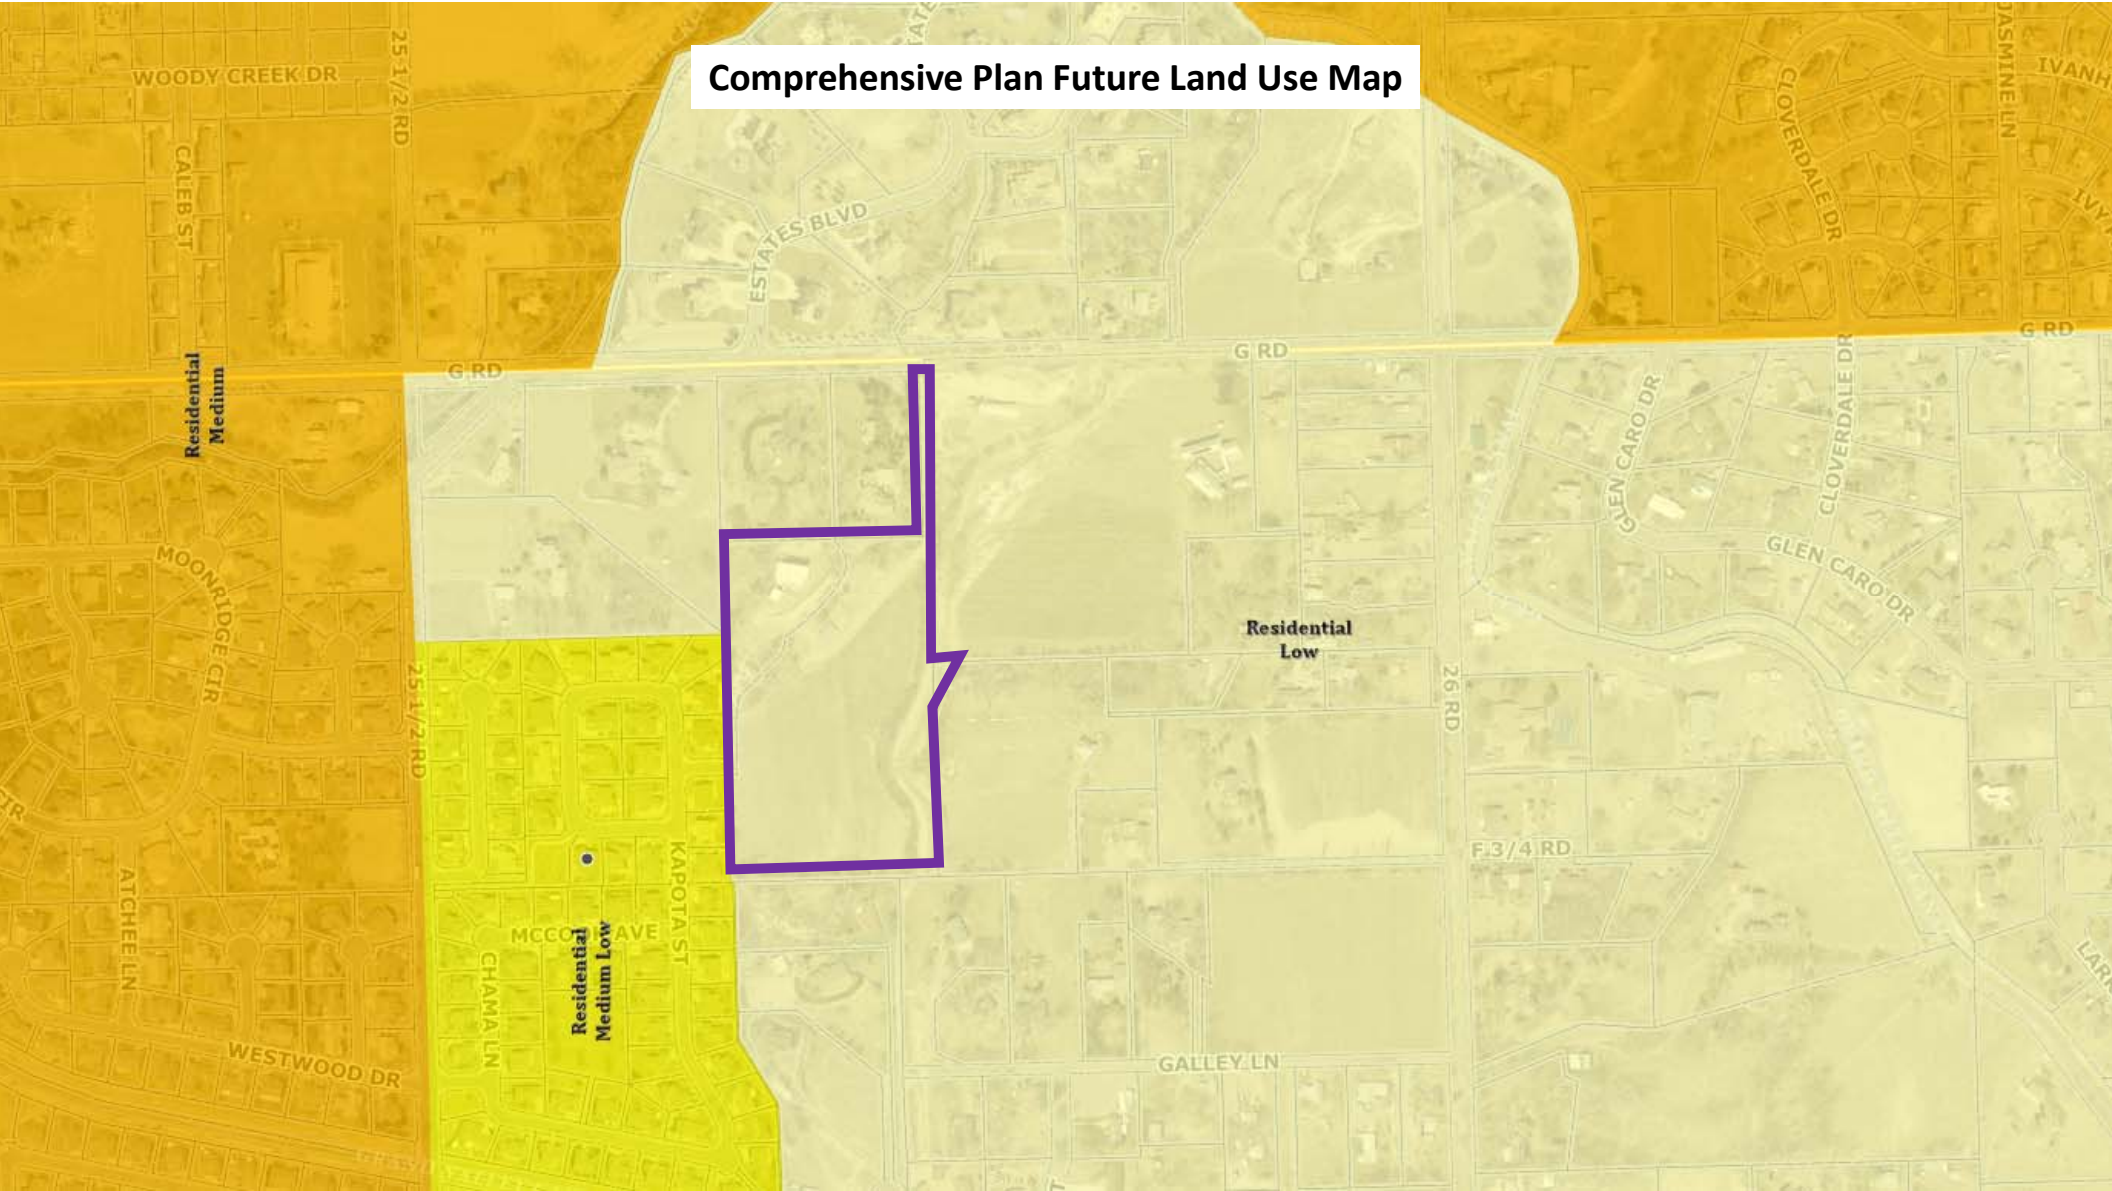 Comprehensive Plan Future Land Use Map
WOODY CREEK DR
25 1/2 RD
CALEB ST
ESTATES BLVD
CLOVERDALE DR
JASMINE LN
G RD
G RD
G RD
Residential
Medium
GLEN CARO DR
CLOVERDALE DR
GLEN CARO DR
MOONRIDGE CIR
Residential
Low
25 1/2 RD
26 RD
CIR
F 3/4 RD
KAPOTA ST
ATCHEE LN
AVE
CHAMA LN
Residential
Medium Low
WESTWOOD DR
GALLEY LN